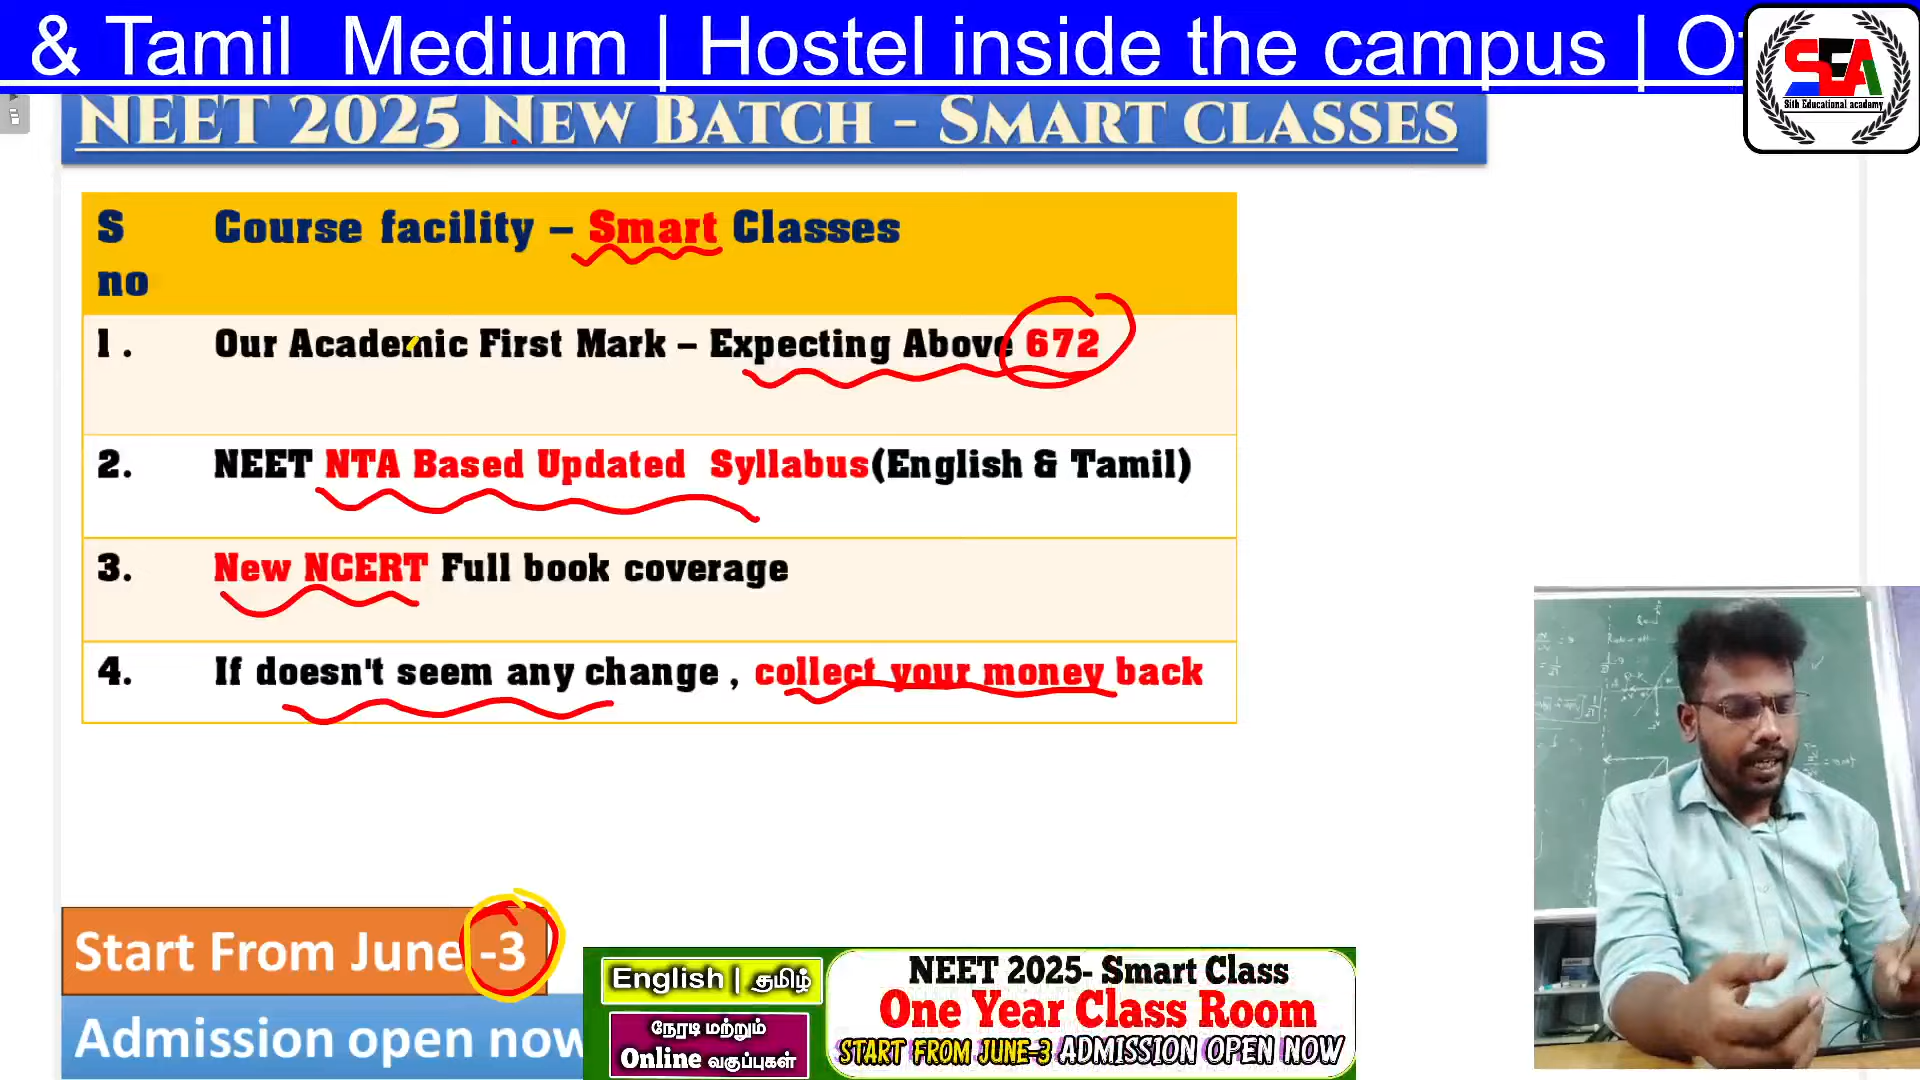 & Tamil Medium | Hostel inside the campus | O
SEA
Sith Educational academy
NEET 2025 New Batch - Smart classes
S no
Course facility – Smart Classes
1. Our Academic First Mark – Expecting Above 672
2. NEET NTA Based Updated Syllabus(English & Tamil)
3. New NCERT Full book coverage
4. If doesn't seem any change , collect your money back
Start From June -3
Admission open now
English | தமிழ்
நேரடி மற்றும்
Online வகுப்புகள்
NEET 2025- Smart Class
One Year Class Room
START FROM JUNE-3 ADMISSION OPEN NOW